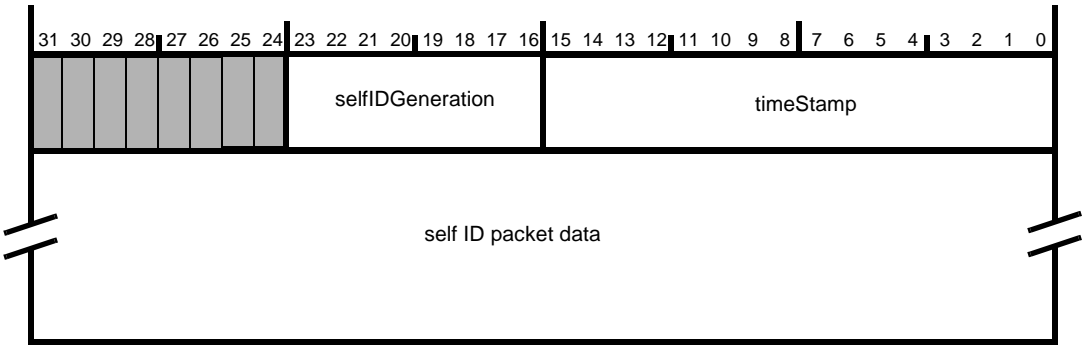 31 30 29 28 27 26 25 24 23 22 21 20 19 18 17 16 15 14 13 12 11 10 9 8 7 6 5 4 3 2 1 0
selfIDGeneration timeStamp
self ID packet data